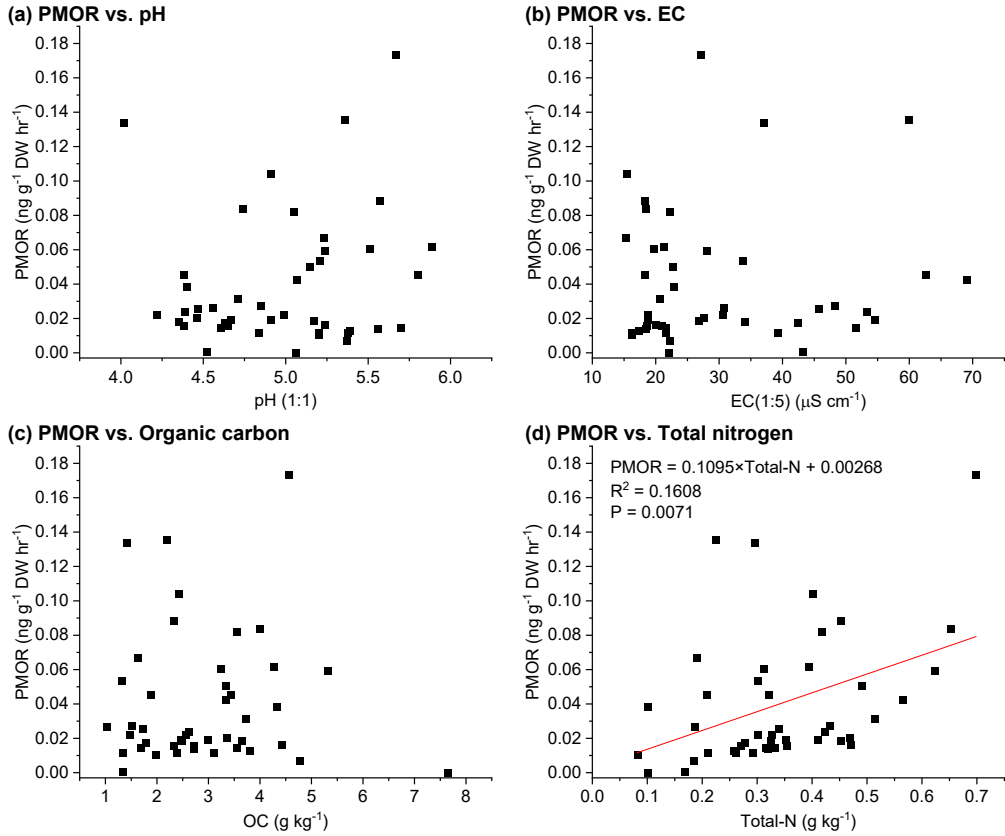 (a) PMOR vs. pH
PMOR (ng g⁻¹ DW hr⁻¹)
0.18
0.16
0.14
0.12
0.10
0.08
0.06
0.04
0.02
0.00
4.0 4.5 5.0 5.5 6.0
pH (1:1)
(b) PMOR vs. EC
PMOR (ng g⁻¹ DW hr⁻¹)
0.18
0.16
0.14
0.12
0.10
0.08
0.06
0.04
0.02
0.00
10 20 30 40 50 60 70
EC(1:5) (μS cm⁻¹)
(c) PMOR vs. Organic carbon
PMOR (ng g⁻¹ DW hr⁻¹)
0.18
0.16
0.14
0.12
0.10
0.08
0.06
0.04
0.02
0.00
1 2 3 4 5 6 7 8
OC (g kg⁻¹)
(d) PMOR vs. Total nitrogen
PMOR = 0.1095×Total-N + 0.00268
R² = 0.1608
P = 0.0071
PMOR (ng g⁻¹ DW hr⁻¹)
0.18
0.16
0.14
0.12
0.10
0.08
0.06
0.04
0.02
0.00
0.0 0.1 0.2 0.3 0.4 0.5 0.6 0.7
Total-N (g kg⁻¹)